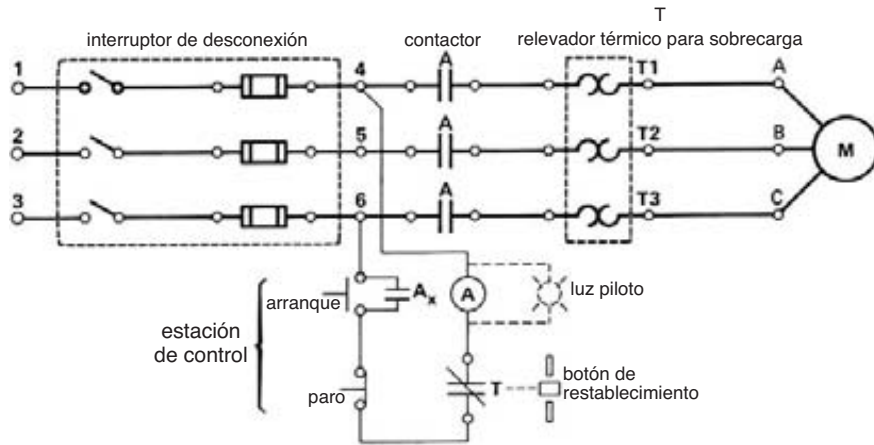 T
interruptor de desconexión
contactor
relevador térmico para sobrecarga
1
4
A
T1
A
2
5
A
T2
B
M
3
6
A
T3
C
arranque
Ax
A
luz piloto
estación
de control
paro
T
botón de
restablecimiento